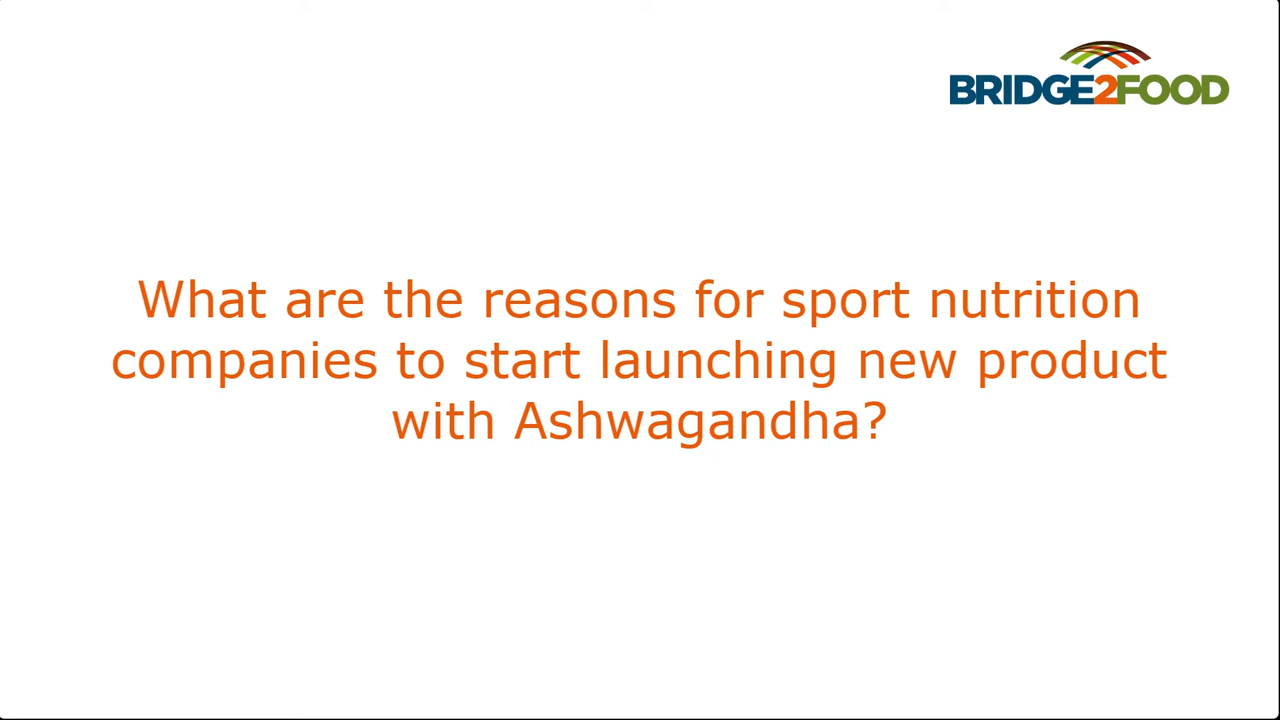 BRIDGE2FOOD
What are the reasons for sport nutrition
companies to start launching new product
with Ashwagandha?